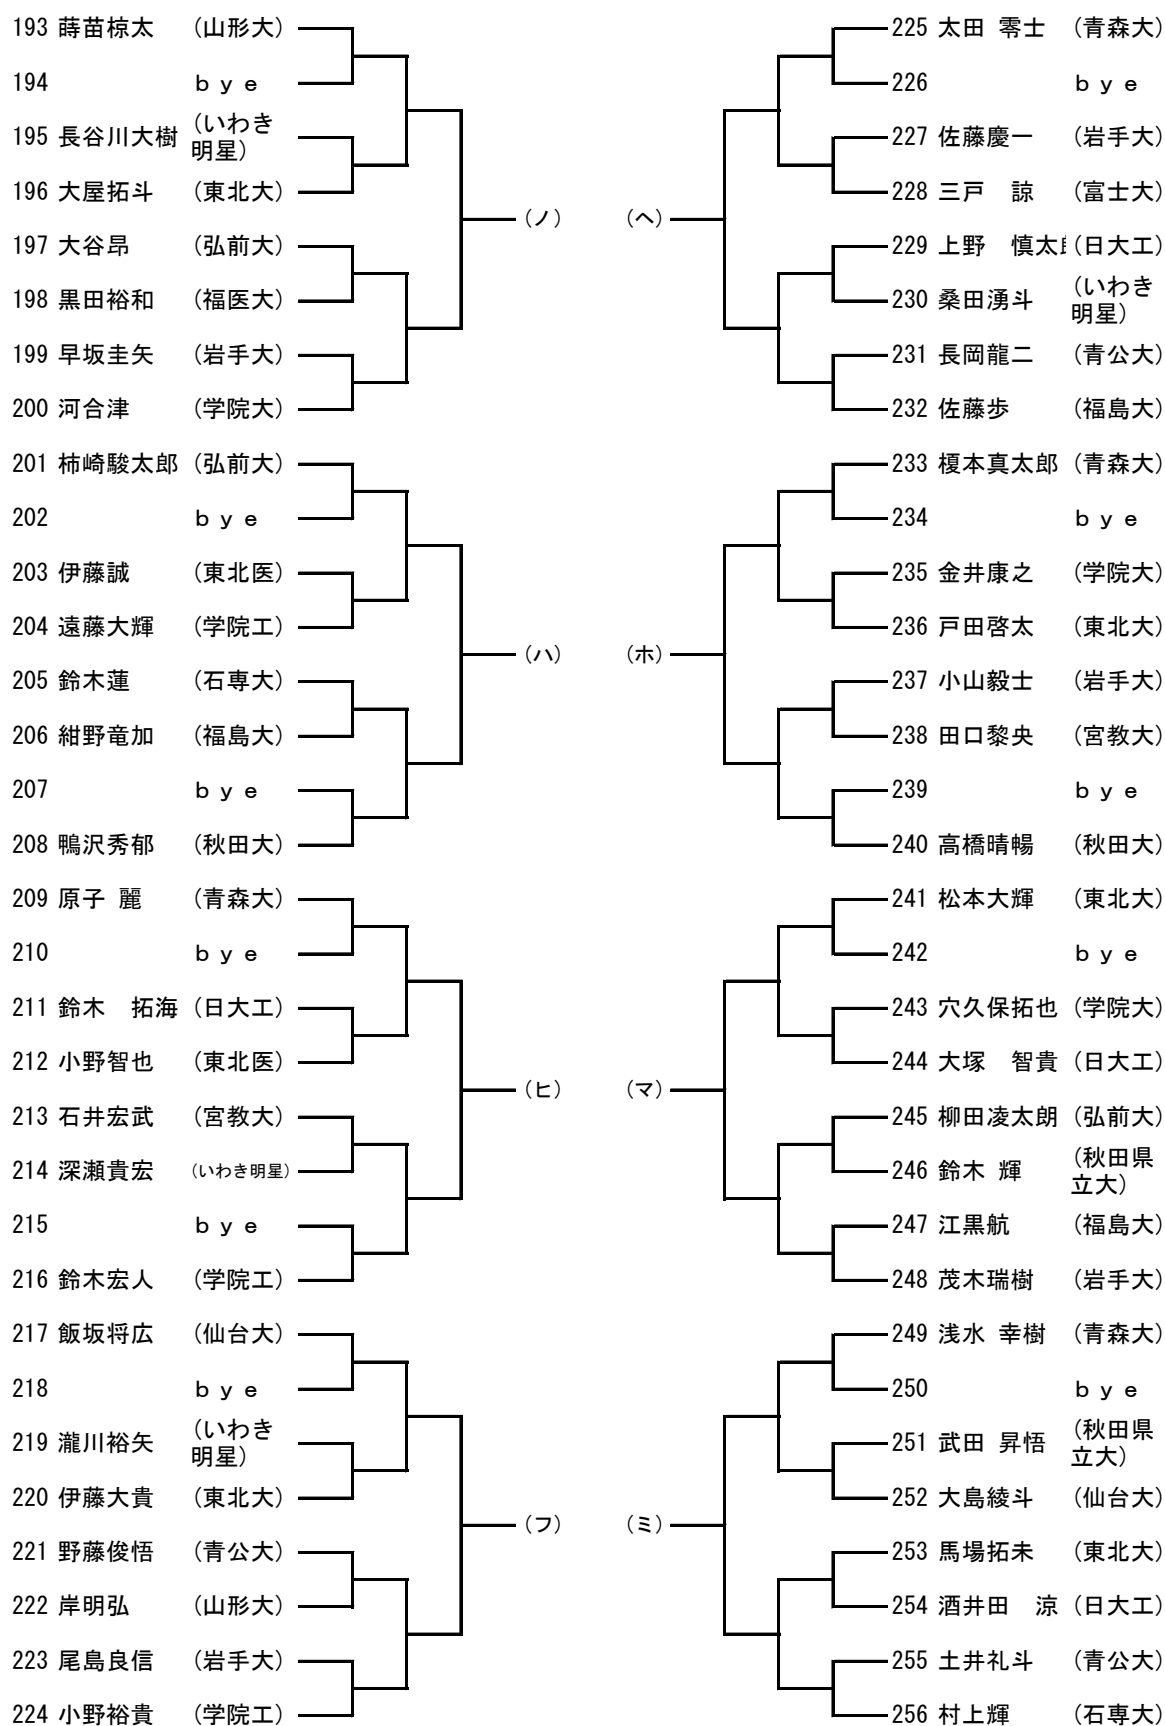 193 蒔苗椋太 (山形大)
194 ｂｙｅ
195 長谷川大樹 (いわき
明星)
196 大屋拓斗 (東北大)
197 大谷昂 (弘前大)
198 黒田裕和 (福医大)
199 早坂圭矢 (岩手大)
200 河合津 (学院大)
(ノ)
201 柿崎駿太郎 (弘前大)
202 ｂｙｅ
203 伊藤誠 (東北医)
204 遠藤大輝 (学院工)
205 鈴木蓮 (石専大)
206 紺野竜加 (福島大)
207 ｂｙｅ
208 鴨沢秀郁 (秋田大)
(ハ)
209 原子 麗 (青森大)
210 ｂｙｅ
211 鈴木　拓海 (日大工)
212 小野智也 (東北医)
213 石井宏武 (宮教大)
214 深瀬貴宏 (いわき明星)
215 ｂｙｅ
216 鈴木宏人 (学院工)
(ヒ)
217 飯坂将広 (仙台大)
218 ｂｙｅ
219 瀧川裕矢 (いわき
明星)
220 伊藤大貴 (東北大)
221 野藤俊悟 (青公大)
222 岸明弘 (山形大)
223 尾島良信 (岩手大)
224 小野裕貴 (学院工)
(フ)
225 太田 零士 (青森大)
226 ｂｙｅ
227 佐藤慶一 (岩手大)
228 三戸　諒 (富士大)
229 上野　慎太 (日大工)
230 桑田湧斗 (いわき
明星)
231 長岡龍二 (青公大)
232 佐藤歩 (福島大)
(ヘ)
233 榎本真太郎 (青森大)
234 ｂｙｅ
235 金井康之 (学院大)
236 戸田啓太 (東北大)
237 小山毅士 (岩手大)
238 田口黎央 (宮教大)
239 ｂｙｅ
240 高橋晴暢 (秋田大)
(ホ)
241 松本大輝 (東北大)
242 ｂｙｅ
243 穴久保拓也 (学院大)
244 大塚　智貴 (日大工)
245 柳田凌太朗 (弘前大)
246 鈴木 輝 (秋田県
立大)
247 江黒航 (福島大)
248 茂木瑞樹 (岩手大)
(マ)
249 浅水 幸樹 (青森大)
250 ｂｙｅ
251 武田 昇悟 (秋田県
立大)
252 大島綾斗 (仙台大)
253 馬場拓未 (東北大)
254 酒井田　涼 (日大工)
255 土井礼斗 (青公大)
256 村上輝 (石専大)
(ミ)